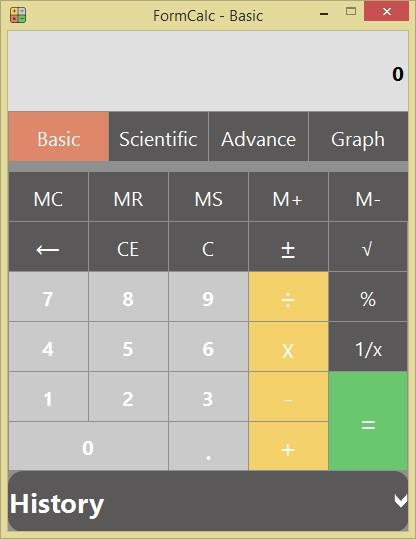 FormCalc - Basic
0
Basic Scientific Advance Graph
MC MR MS M+ M-
← CE C ± √
7 8 9 ÷ %
4 5 6 X 1/x
1 2 3 -
=
0 . +
History